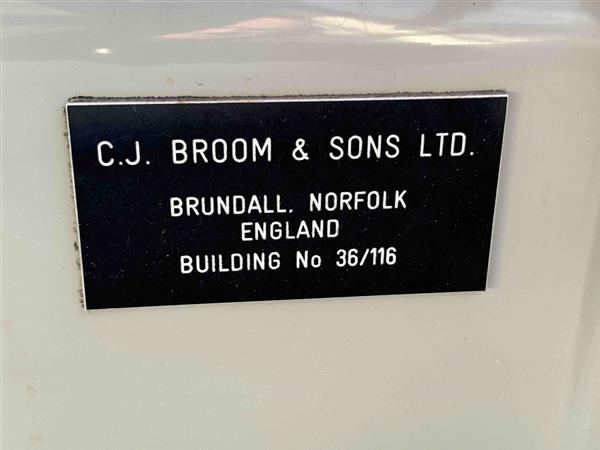 C.J. BROOM & SONS LTD.
BRUNDALL, NORFOLK
ENGLAND
BUILDING No 36/116